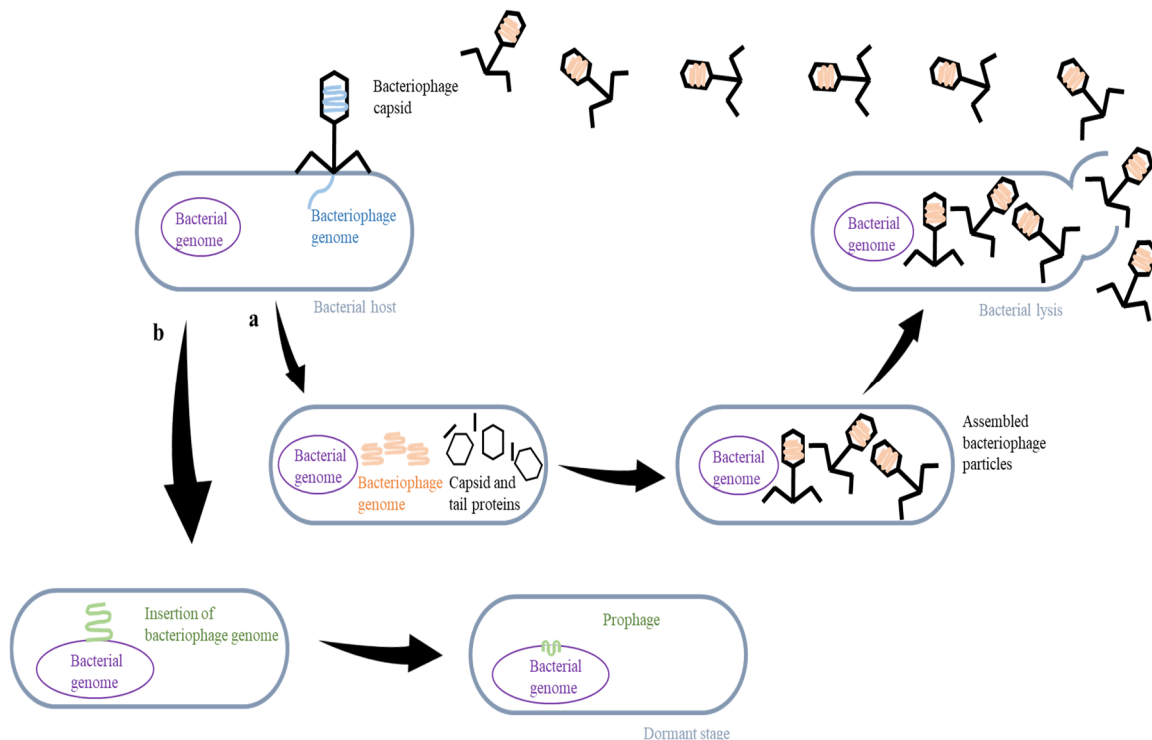 Bacteriophage
capsid
Bacterial
genome
Bacteriophage
genome
Bacterial host
Bacterial
genome
Bacterial lysis
b
a
Bacterial
genome
Bacteriophage
genome
Capsid and
tail proteins
Bacterial
genome
Assembled
bacteriophage
particles
Insertion of
bacteriophage genome
Bacterial
genome
Prophage
Bacterial
genome
Dormant stage